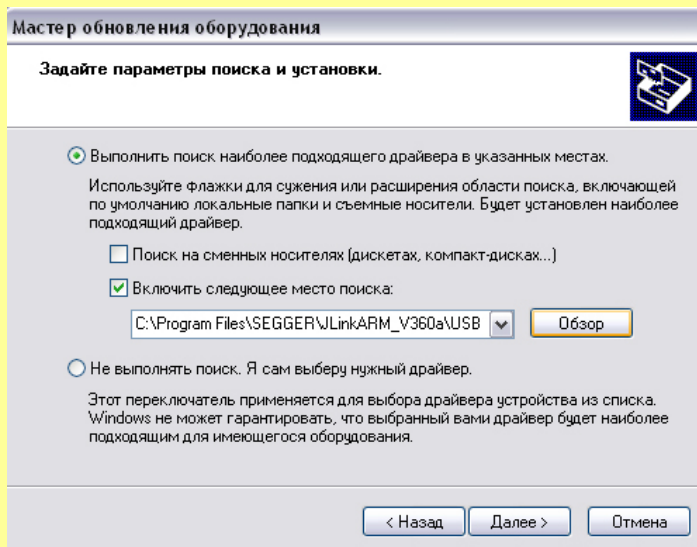 Мастер обновления оборудования
Задайте параметры поиска и установки.
Выполнить поиск наиболее подходящего драйвера в указанных местах.
Используйте флажки для сужения или расширения области поиска, включающей
по умолчанию локальные папки и съемные носители. Будет установлен наиболее
подходящий драйвер.
Поиск на сменных носителях (дискетах, компакт-дисках...)
Включить следующее место поиска:
C:\Program Files\SEGGER\JLinkARM_V360a\USB
Обзор
Не выполнять поиск. Я сам выберу нужный драйвер.
Этот переключатель применяется для выбора драйвера устройства из списка.
Windows не может гарантировать, что выбранный вами драйвер будет наиболее
подходящим для имеющегося оборудования.
< Назад
Далее >
Отмена